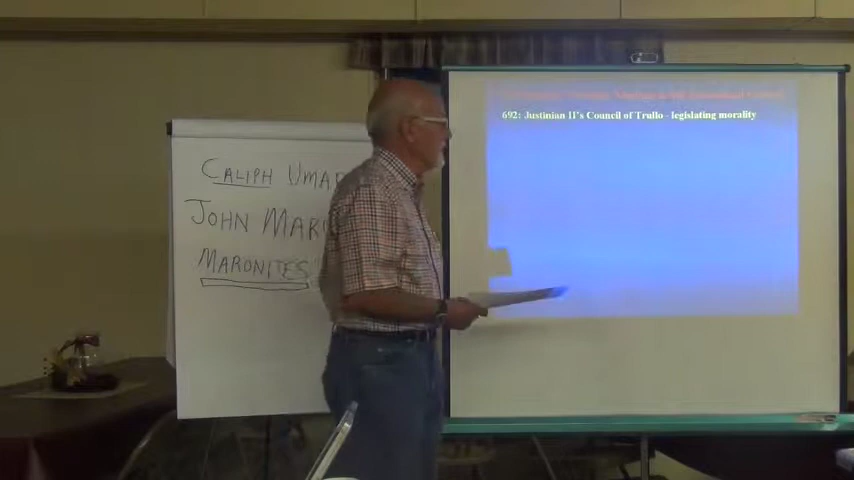 CALIPH UMAR
JOHN MAR
MARONITES
692: Justinian II's Council of Trullo - legislating morality